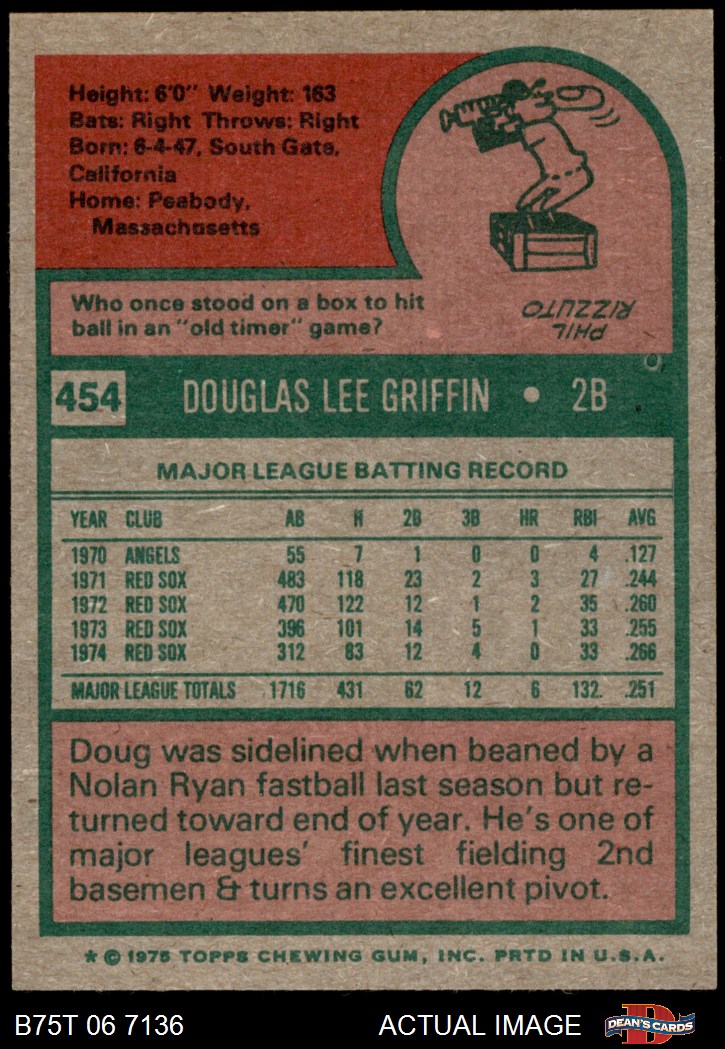 Height: 6'0" Weight: 163
Bats: Right Throws: Right
Born: 6-4-47, South Gate,
California
Home: Peabody,
Massachusetts
Who once stood on a box to hit
ball in an "old timer" game?
PHIL
RIZZUTO
454 DOUGLAS LEE GRIFFIN • 2B
MAJOR LEAGUE BATTING RECORD
YEAR CLUB AB H 2B 3B HR RBI AVG
1970 ANGELS 55 7 1 0 0 4 .127
1971 RED SOX 483 118 23 2 3 27 .244
1972 RED SOX 470 122 12 1 2 35 .260
1973 RED SOX 396 101 14 5 1 33 .255
1974 RED SOX 312 83 12 4 0 33 .266
MAJOR LEAGUE TOTALS 1716 431 62 12 6 132. .251
Doug was sidelined when beaned by a
Nolan Ryan fastball last season but re-
turned toward end of year. He's one of
major leagues' finest fielding 2nd
basemen & turns an excellent pivot.
* © 1975 TOPPS CHEWING GUM, INC. PRTD IN U.S.A.
B75T 06 7136 ACTUAL IMAGE
D
DEAN'S CARDS